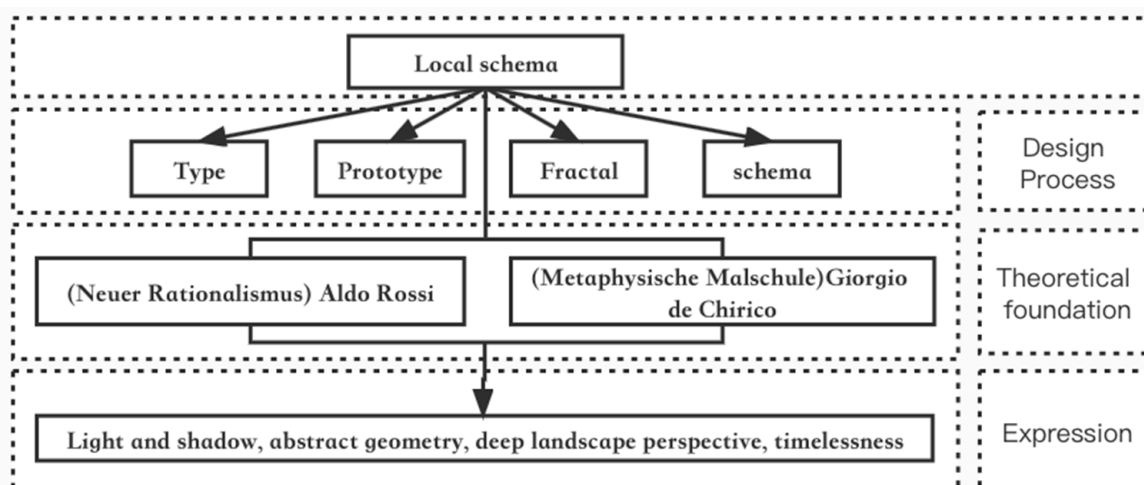 Local schema
Type
Prototype
Fractal
schema
Design
Process
(Neuer Rationalismus) Aldo Rossi
(Metaphysische Malschule)Giorgio
de Chirico
Theoretical
foundation
Light and shadow, abstract geometry, deep landscape perspective, timelessness
Expression